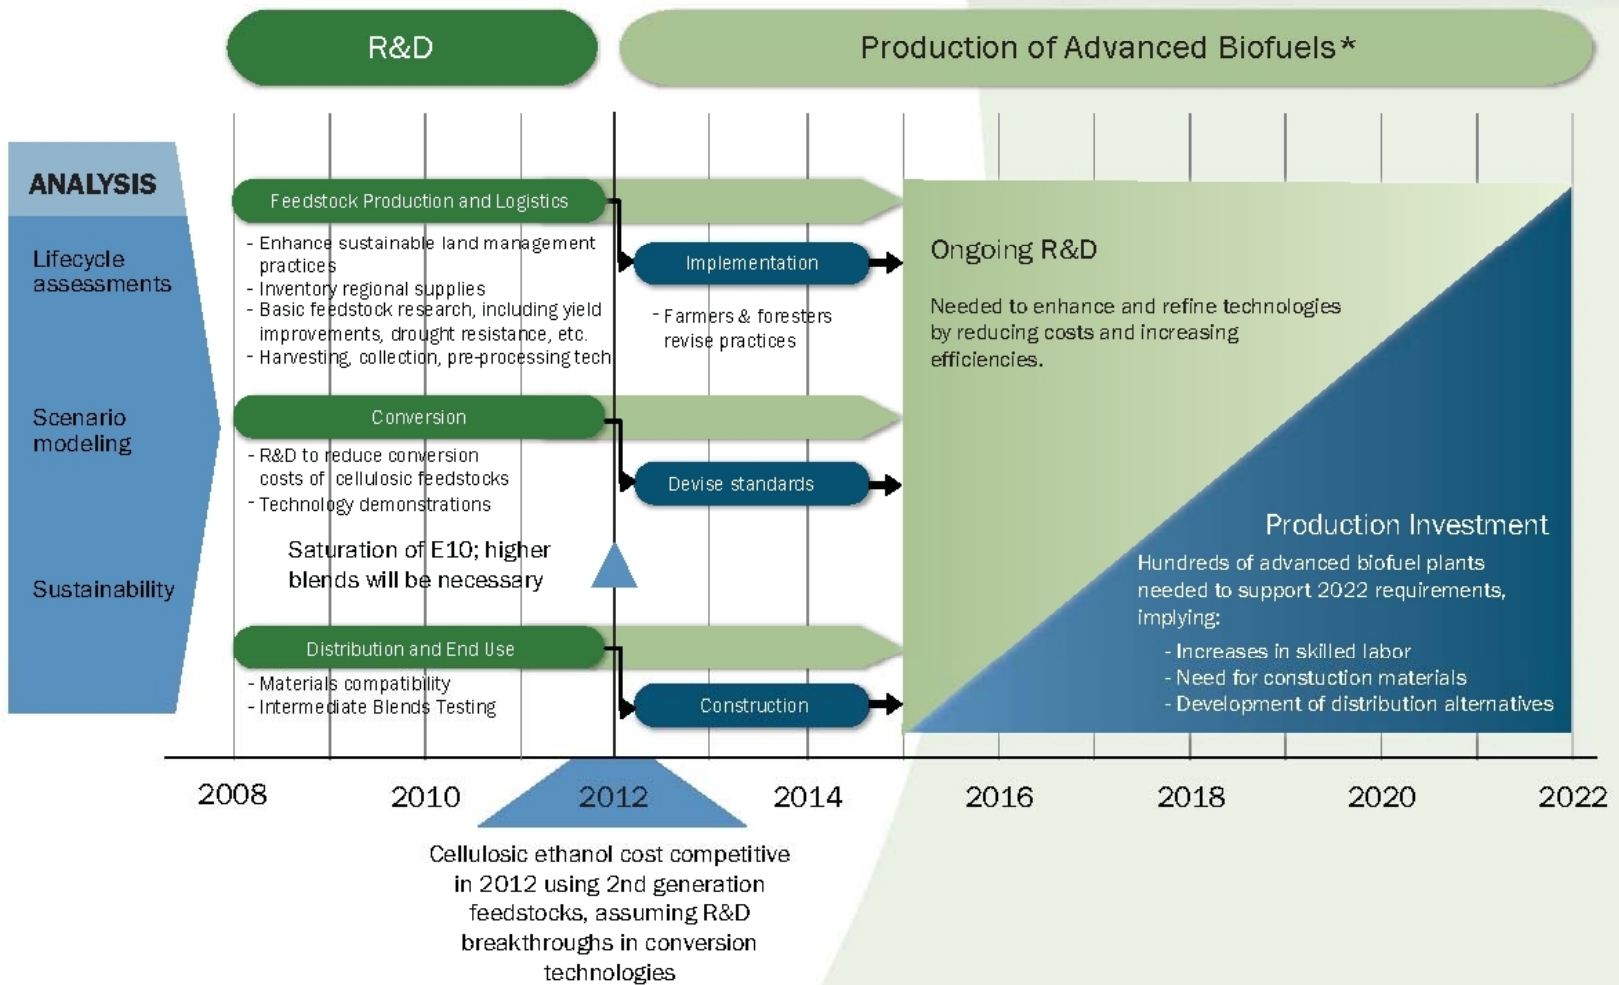 R&D
Production of Advanced Biofuels*
ANALYSIS
Lifecycle
assessments
Scenario
modeling
Sustainability
Feedstock Production and Logistics
- Enhance sustainable land management
practices
- Inventory regional supplies
- Basic feedstock research, including yield
improvements, drought resistance, etc.
- Harvesting, collection, pre-processing tech
Implementation
- Farmers & foresters
revise practices
Conversion
- R&D to reduce conversion
costs of cellulosic feedstocks
- Technology demonstrations
Devise standards
Saturation of E10; higher
blends will be necessary
Distribution and End Use
- Materials compatibility
- Intermediate Blends Testing
Construction
Ongoing R&D
Needed to enhance and refine technologies
by reducing costs and increasing
efficiencies.
Production Investment
Hundreds of advanced biofuel plants
needed to support 2022 requirements,
implying:
- Increases in skilled labor
- Need for constuction materials
- Development of distribution alternatives
2008
2010
2012
2014
2016
2018
2020
2022
Cellulosic ethanol cost competitive
in 2012 using 2nd generation
feedstocks, assuming R&D
breakthroughs in conversion
technologies